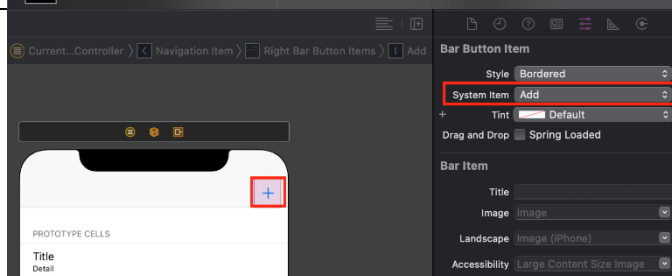 Current...Controller 〉 Navigation Item 〉 Right Bar Button Items 〉 Add
Bar Button Item
Style Bordered
System Item Add
+ Tint Default
Drag and Drop Spring Loaded
Bar Item
Title
Image Image
Landscape Image (iPhone)
Accessibility Large Content Size Image
+
PROTOTYPE CELLS
Title
Detail